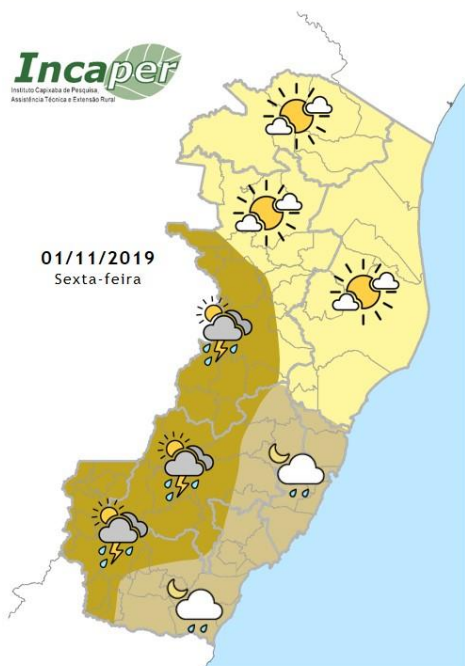 Incaper
Instituto Capixaba de Pesquisa,
Assistência Técnica e Extensão Rural
01/11/2019
Sexta-feira